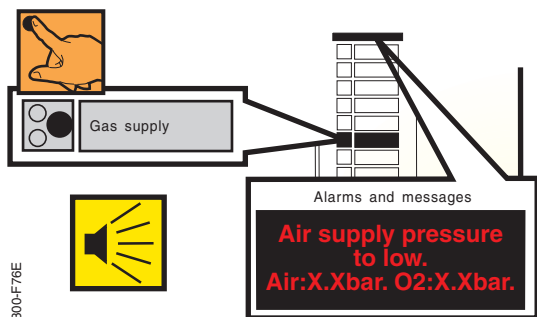 Gas supply
Alarms and messages
Air supply pressure
to low.
Air:X.Xbar. O2:X.Xbar.
300-F76E